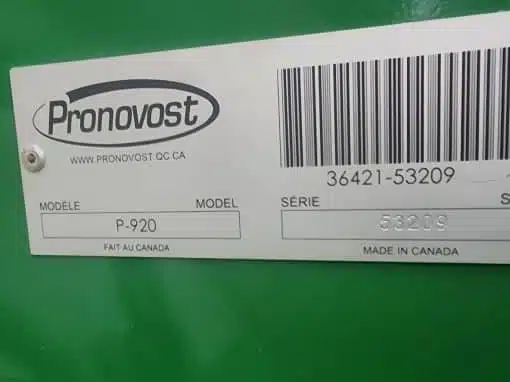 Pronovost
WWW.PRONOVOST.QC.CA
36421-53209
MODÈLE MODEL
P-920
FAIT AU CANADA
SÉRIE S
53209
MADE IN CANADA